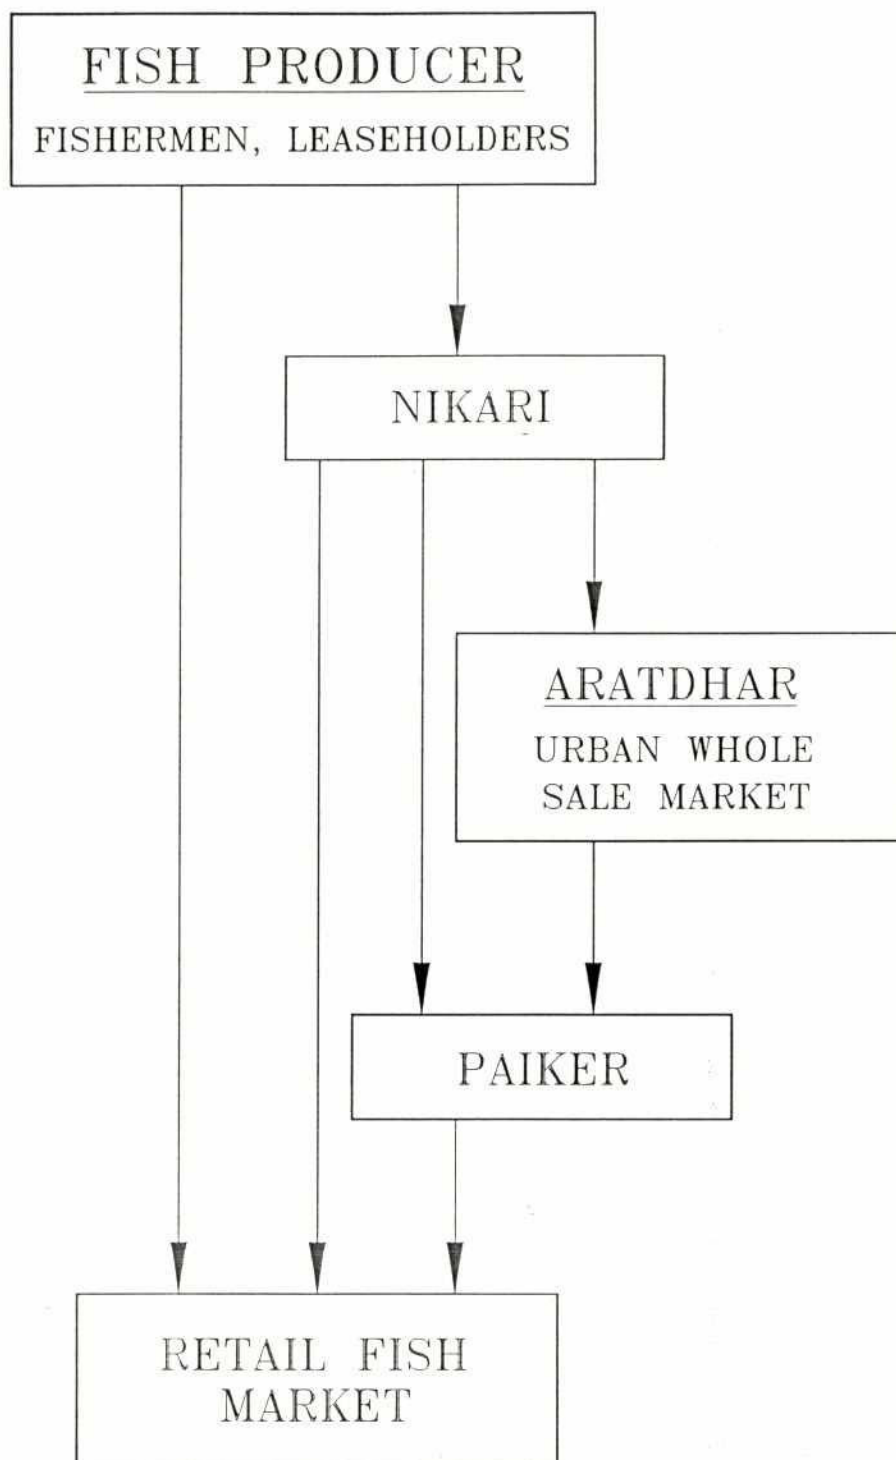 FISH PRODUCER
FISHERMEN, LEASEHOLDERS
NIKARI
ARATDHAR
URBAN WHOLE
SALE MARKET
PAIKER
RETAIL FISH
MARKET